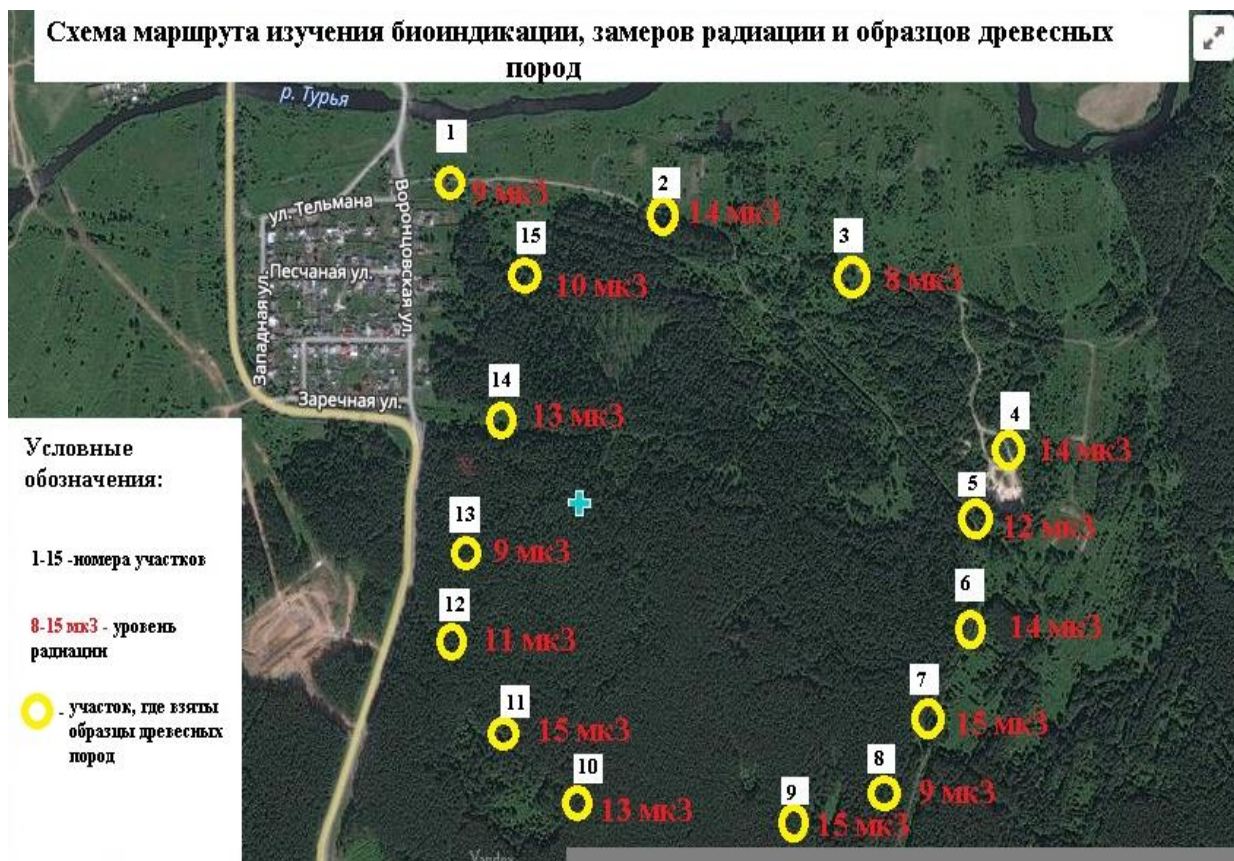 Схема маршрута изучения биоиндикации, замеров радиации и образцов древесных
пород
р. Турья
1
9 мкЗ
2
14 мкЗ
3
8 мкЗ
ул. Тельмана
Воронцовская ул.
15
10 мкЗ
Песчаная ул.
Западная ул.
Заречная ул.
14
13 мкЗ
4
14 мкЗ
5
12 мкЗ
13
9 мкЗ
6
14 мкЗ
12
11 мкЗ
7
15 мкЗ
11
15 мкЗ
8
9 мкЗ
10
13 мкЗ
9
15 мкЗ
Условные
обозначения:
1-15 -номера участков
8-15 мкЗ - уровень
радиации
- участок, где взяты
образцы древесных
пород
Yandex